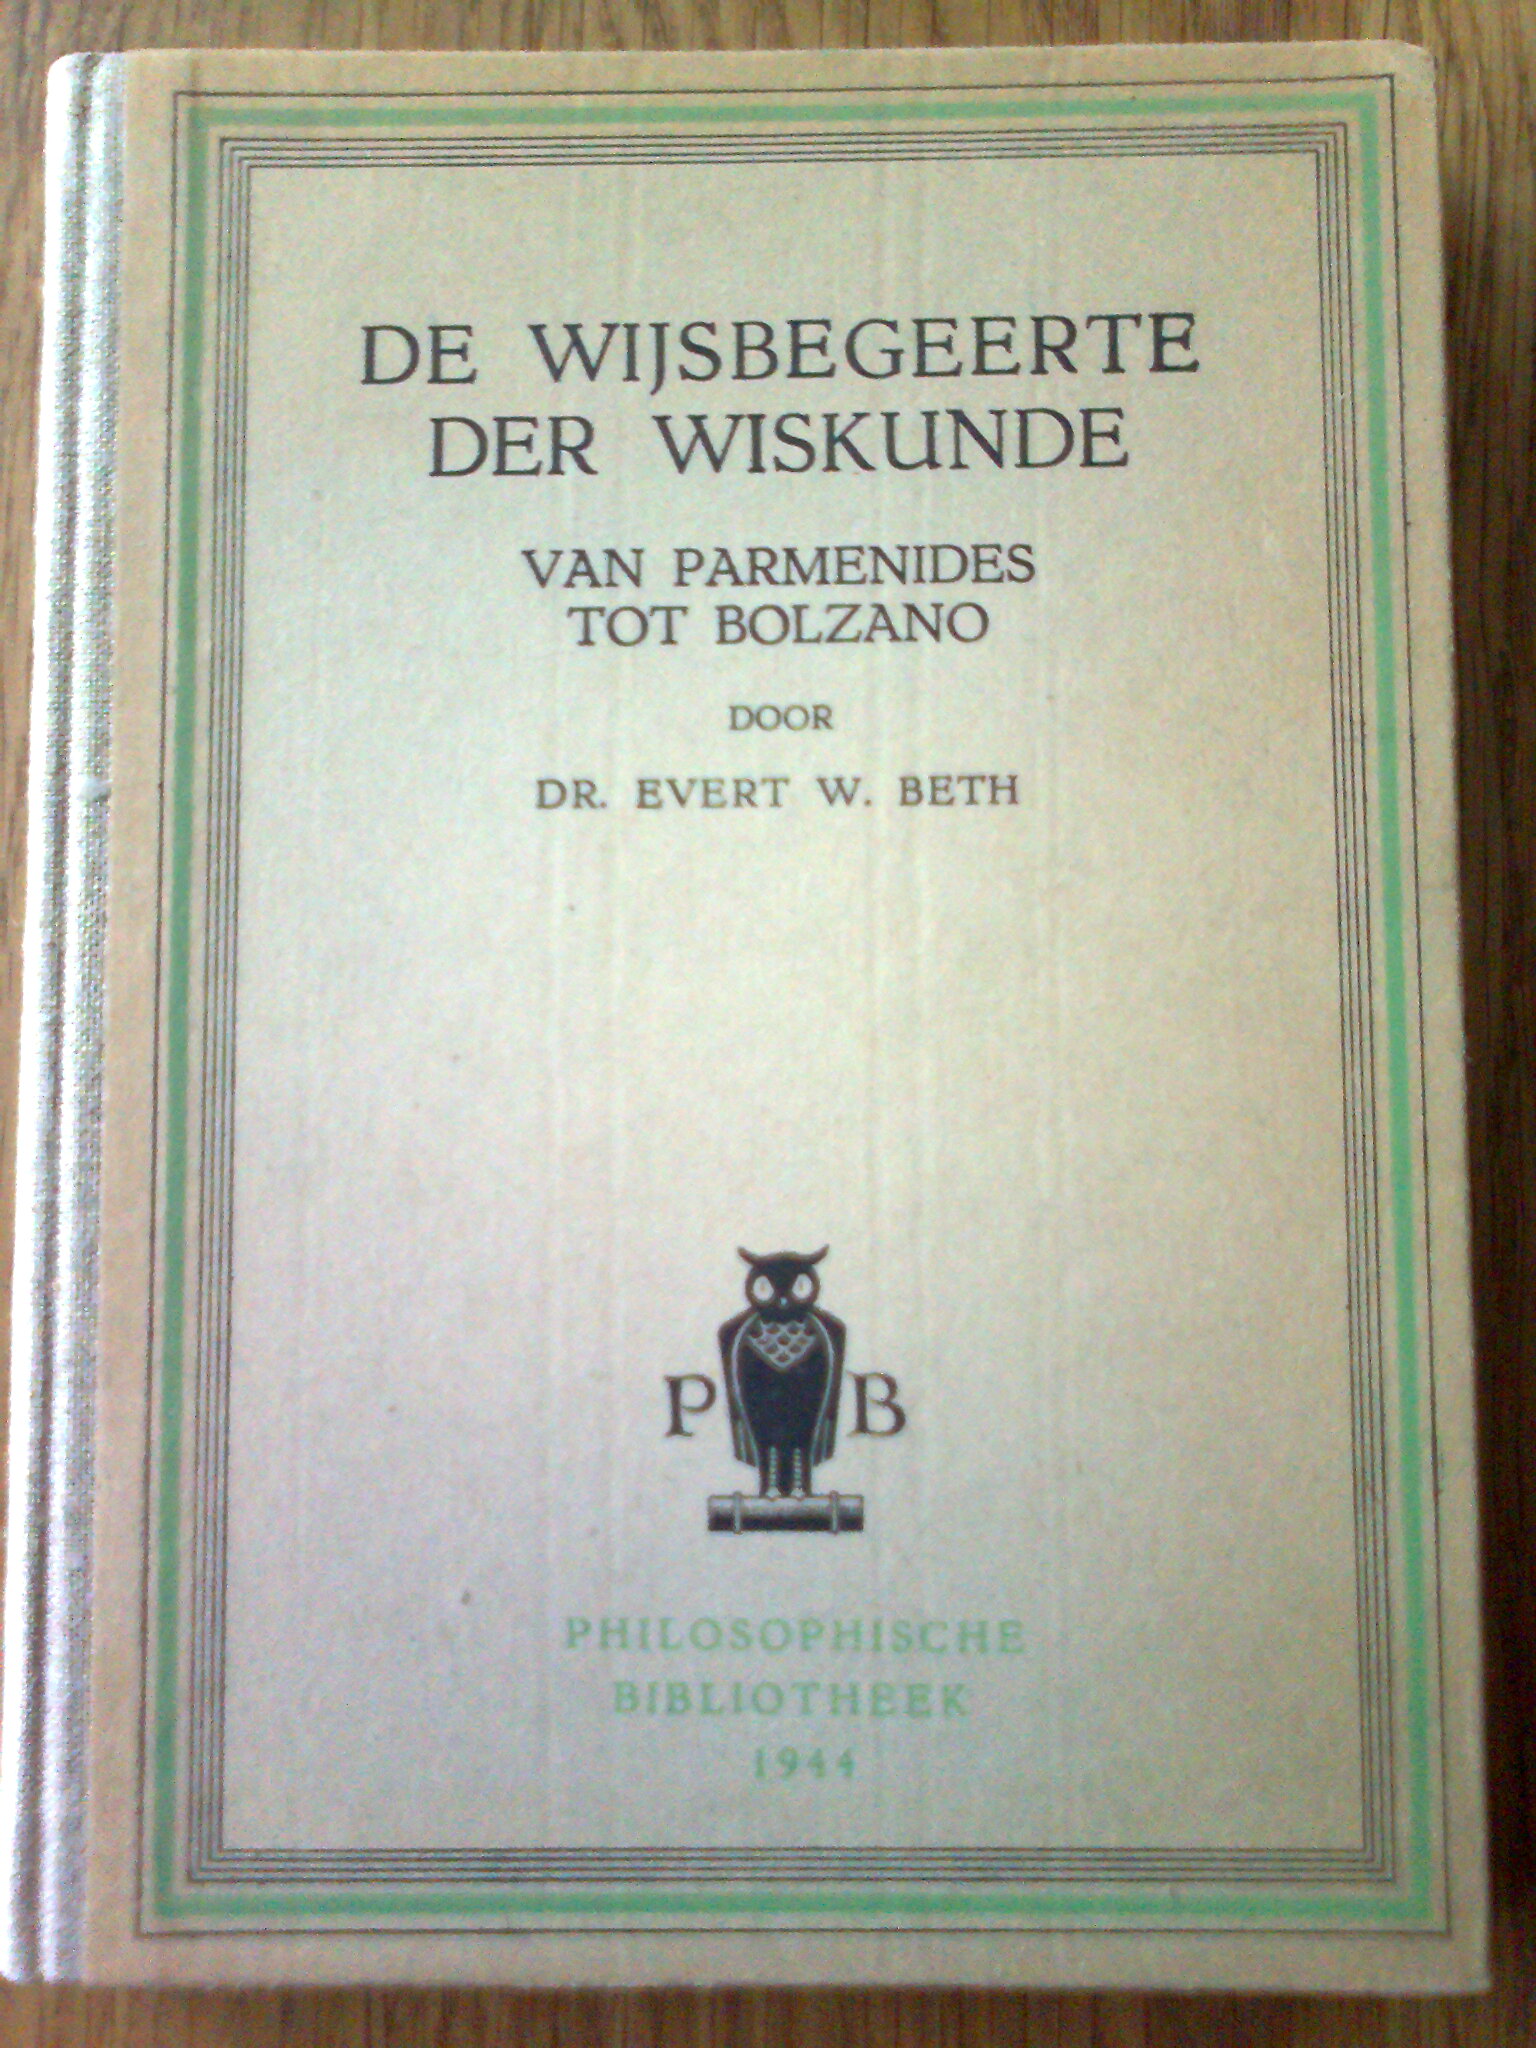 DE WIJSBEGEERTE
DER WISKUNDE
VAN PARMENIDES
TOT BOLZANO
DOOR
DR. EVERT W. BETH
P B
PHILOSOPHISCHE
BIBLIOTHEEK
1944